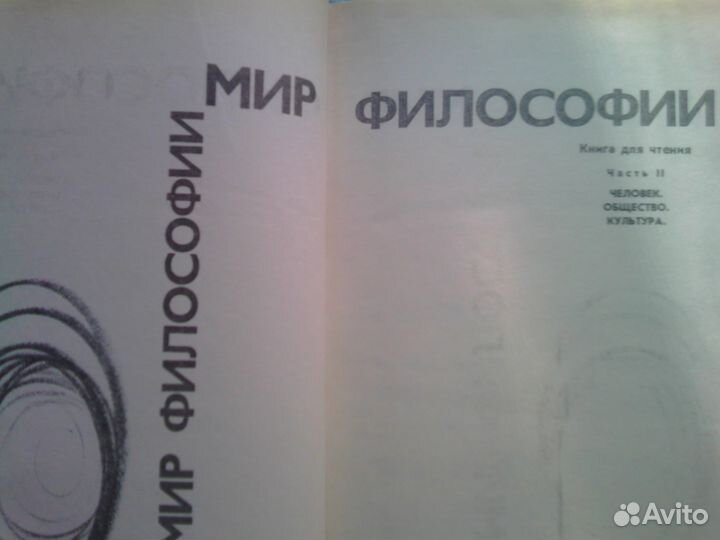 МИР ФИЛОСОФИИ
МИР ФИЛОСОФИИ
Книга для чтения
Часть II
ЧЕЛОВЕК.
ОБЩЕСТВО.
КУЛЬТУРА.
Avito